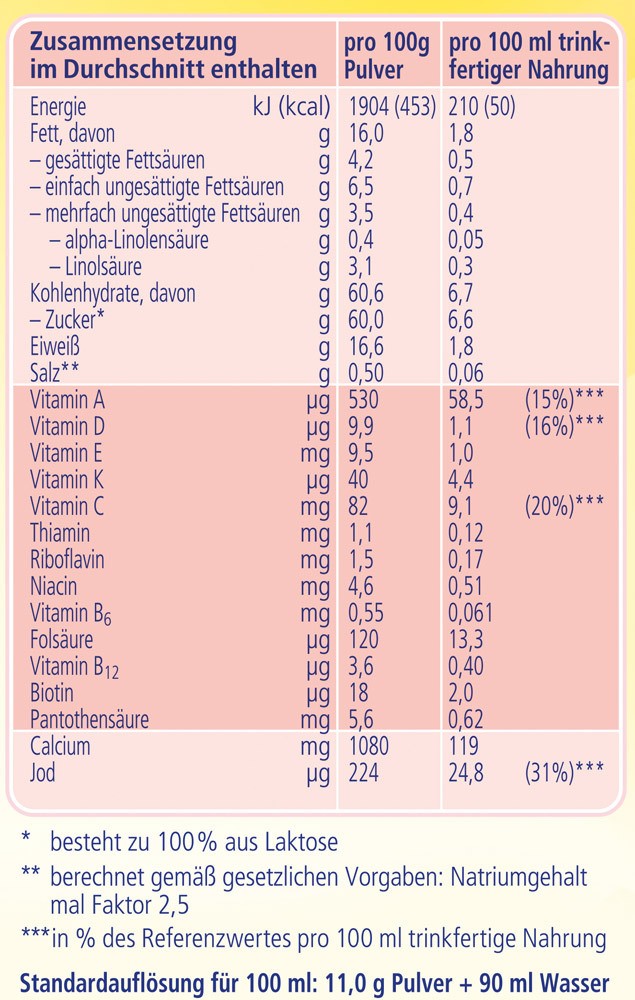 Zusammensetzung pro 100g pro 100 ml trink-
im Durchschnitt enthalten Pulver fertiger Nahrung
Energie kJ (kcal) 1904 (453) 210 (50)
Fett, davon g 16,0 1,8
– gesättigte Fettsäuren g 4,2 0,5
– einfach ungesättigte Fettsäuren g 6,5 0,7
– mehrfach ungesättigte Fettsäuren g 3,5 0,4
– alpha-Linolensäure g 0,4 0,05
– Linolsäure g 3,1 0,3
Kohlenhydrate, davon g 60,6 6,7
– Zucker* g 60,0 6,6
Eiweiß g 16,6 1,8
Salz** g 0,50 0,06
Vitamin A µg 530 58,5 (15%)***
Vitamin D µg 9,9 1,1 (16%)***
Vitamin E mg 9,5 1,0
Vitamin K µg 40 4,4
Vitamin C mg 82 9,1 (20%)***
Thiamin mg 1,1 0,12
Riboflavin mg 1,5 0,17
Niacin mg 4,6 0,51
Vitamin B6 mg 0,55 0,061
Folsäure µg 120 13,3
Vitamin B12 µg 3,6 0,40
Biotin µg 18 2,0
Pantothensäure mg 5,6 0,62
Calcium mg 1080 119
Jod µg 224 24,8 (31%)***
* besteht zu 100% aus Laktose
** berechnet gemäß gesetzlichen Vorgaben: Natriumgehalt
mal Faktor 2,5
***in % des Referenzwertes pro 100 ml trinkfertige Nahrung
Standardauflösung für 100 ml: 11,0 g Pulver + 90 ml Wasser